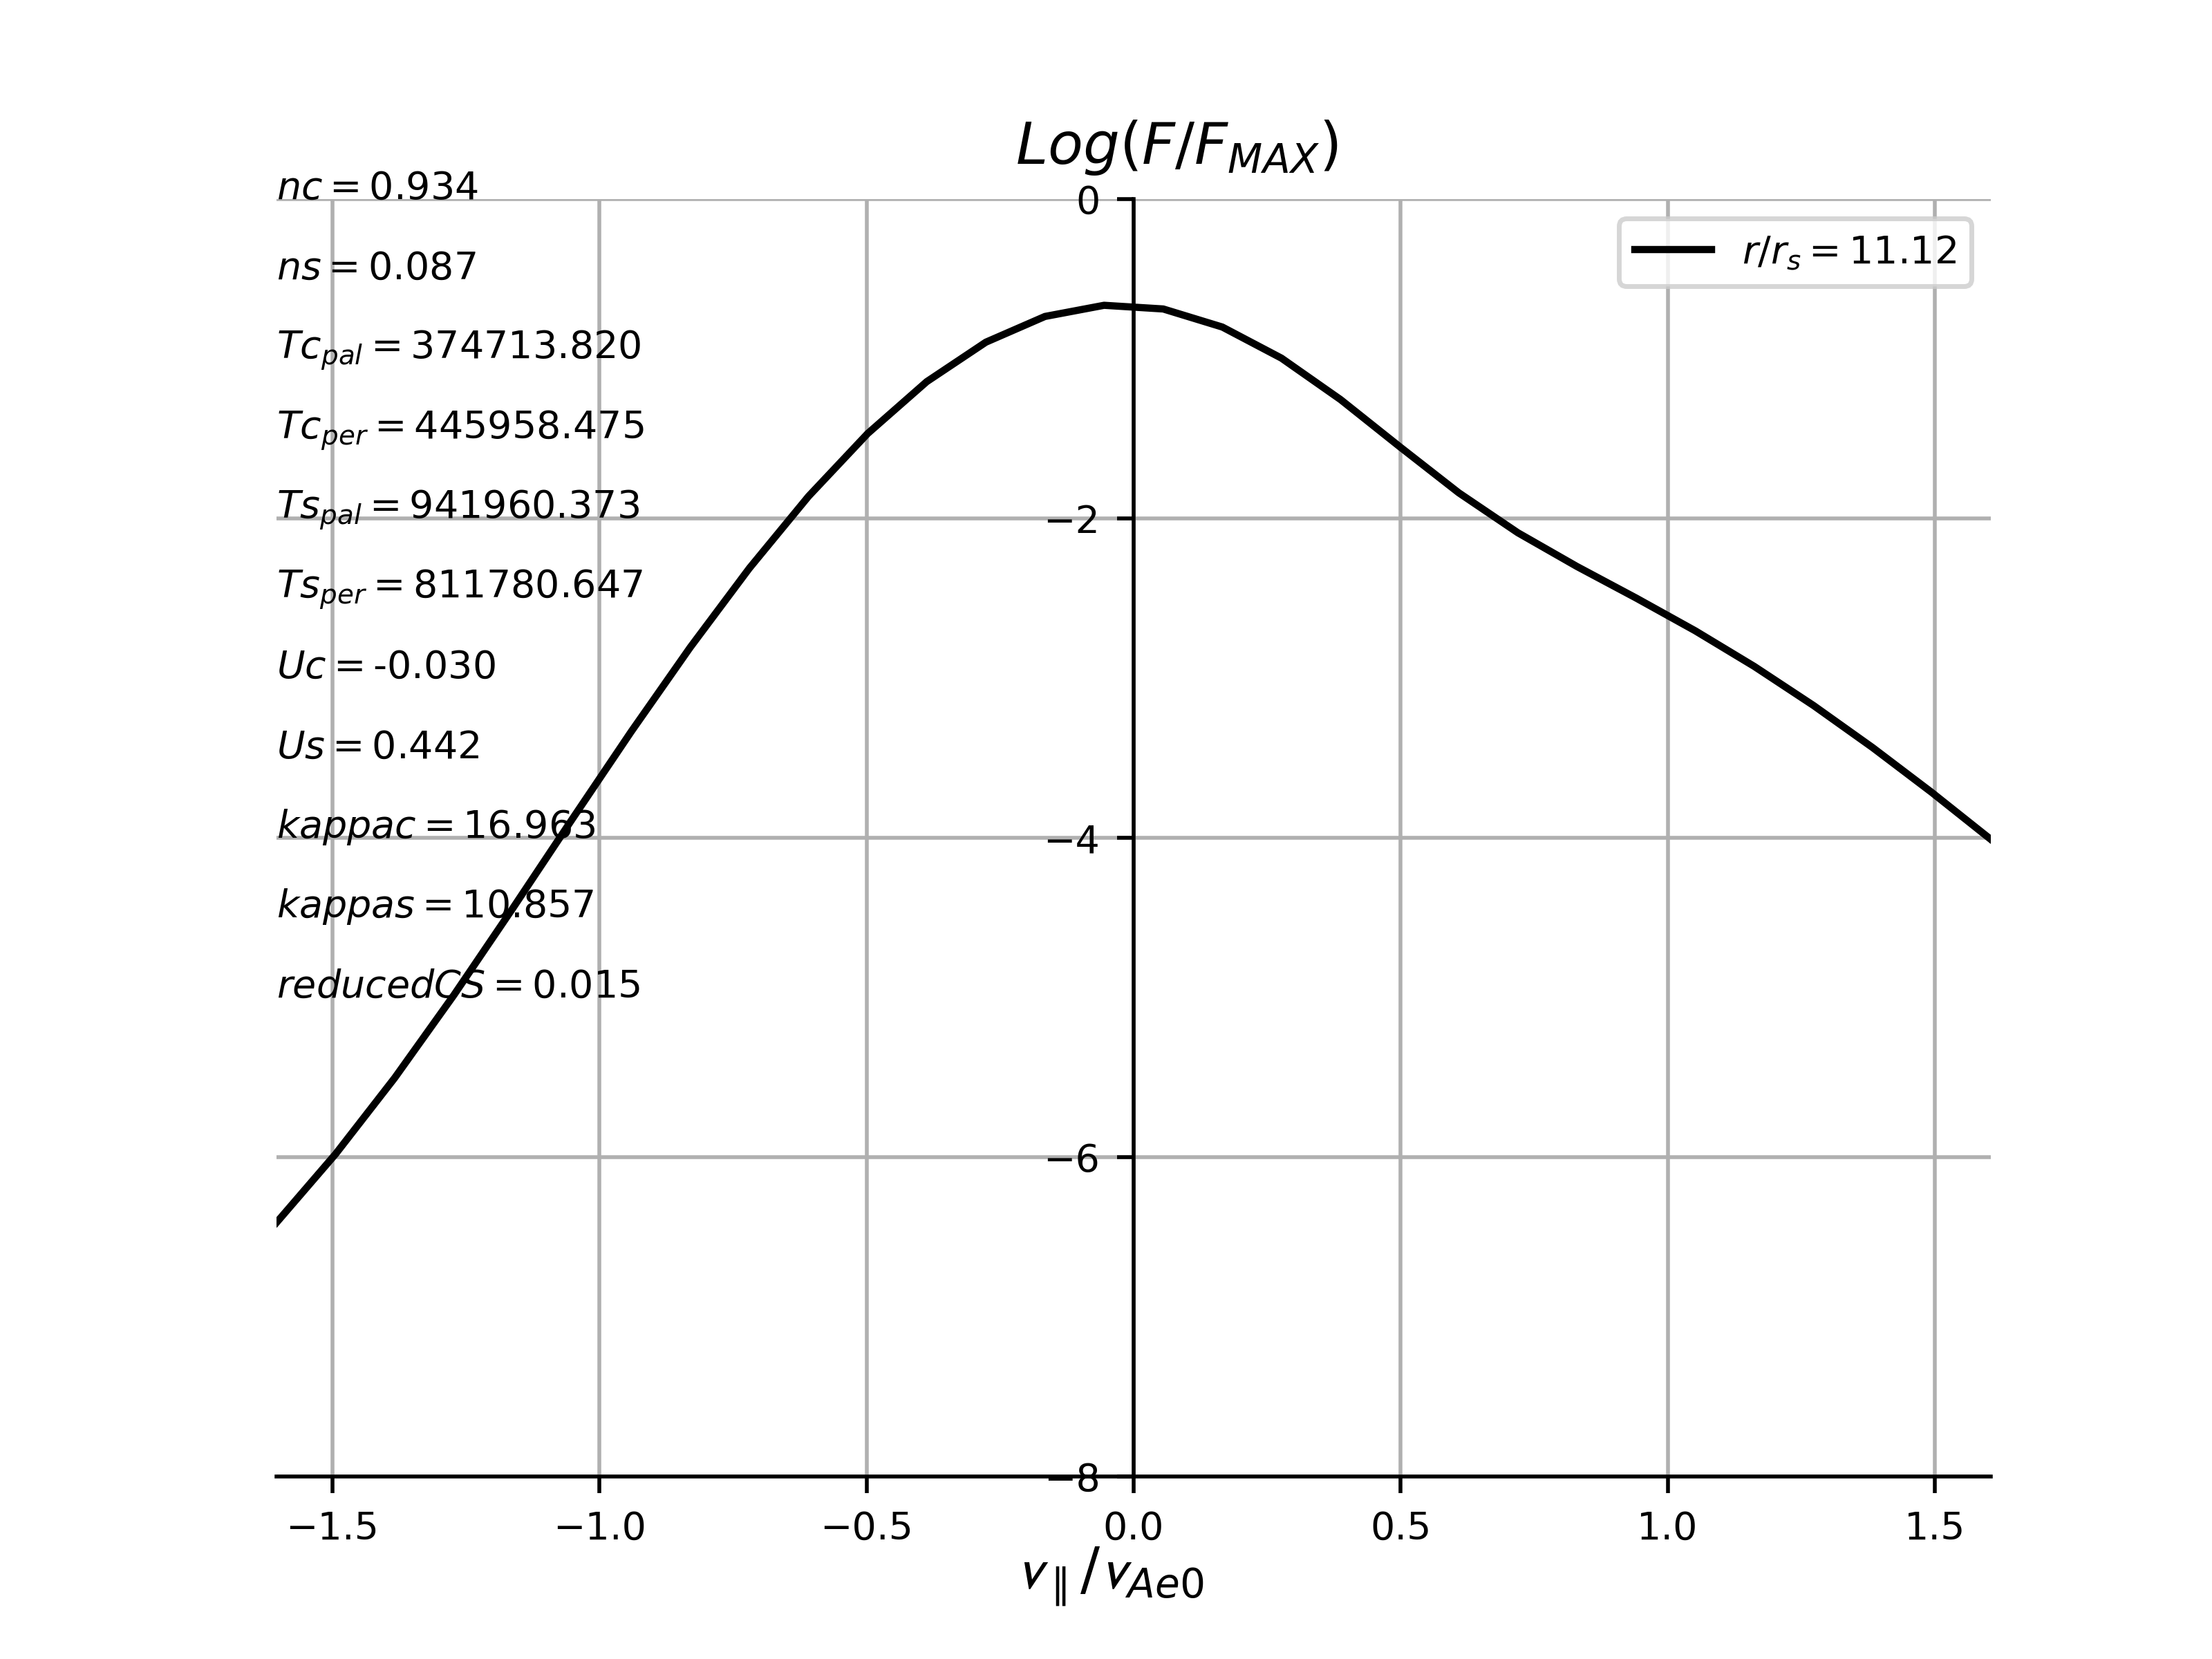 Log(F/F_MAX)
nc = 0.934
0
r/r_s = 11.12
ns = 0.087
Tc_pal = 374713.820
Tc_per = 445958.475
Ts_pal = 941960.373
−2
Ts_per = 811780.647
Uc = -0.030
Us = 0.442
kappac = 16.963
−4
kappas = 10.857
reducedCS = 0.015
−6
−8
−1.5 −1.0 −0.5 0.0 0.5 1.0 1.5
v_∥/v_Ae0